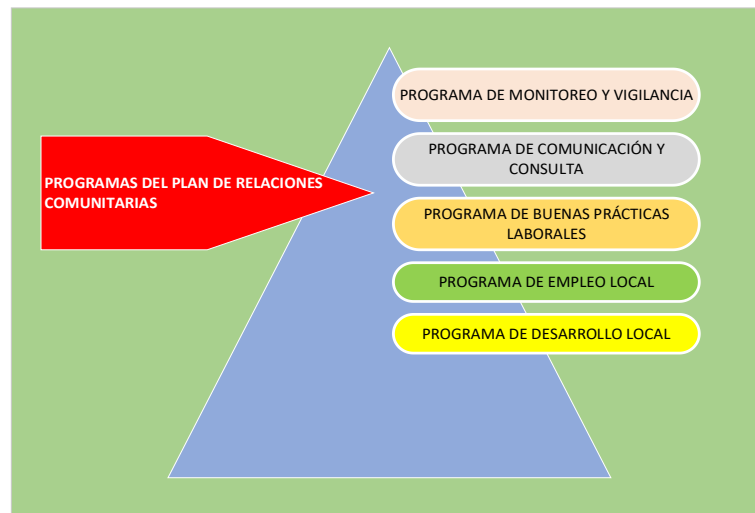 PROGRAMA DE MONITOREO Y VIGILANCIA
PROGRAMA DE COMUNICACIÓN Y
CONSULTA
PROGRAMAS DEL PLAN DE RELACIONES
COMUNITARIAS
PROGRAMA DE BUENAS PRÁCTICAS
LABORALES
PROGRAMA DE EMPLEO LOCAL
PROGRAMA DE DESARROLLO LOCAL